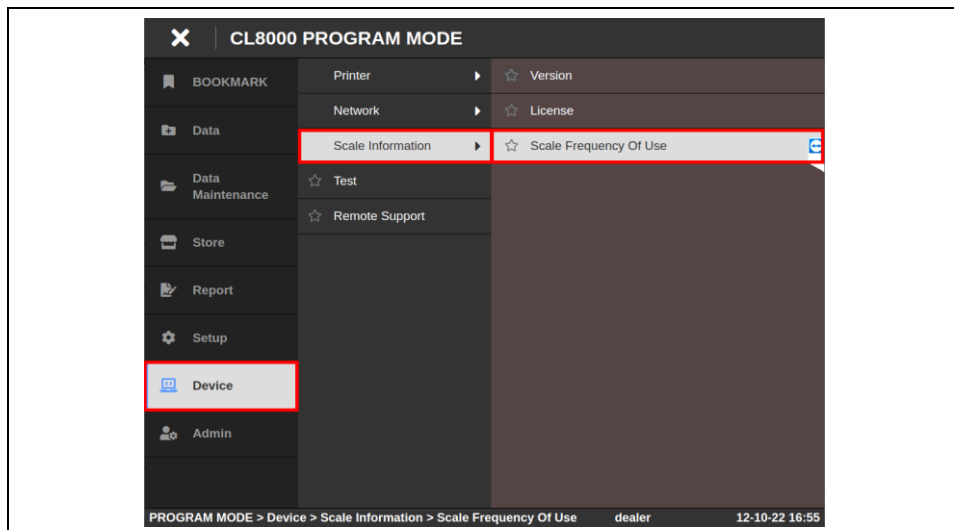 CL8000 PROGRAM MODE
BOOKMARK
Data
Data
Maintenance
Store
Report
Setup
Device
Admin
Printer
Network
Scale Information
Test
Remote Support
Version
License
Scale Frequency Of Use
PROGRAM MODE > Device > Scale Information > Scale Frequency Of Use dealer 12-10-22 16:55